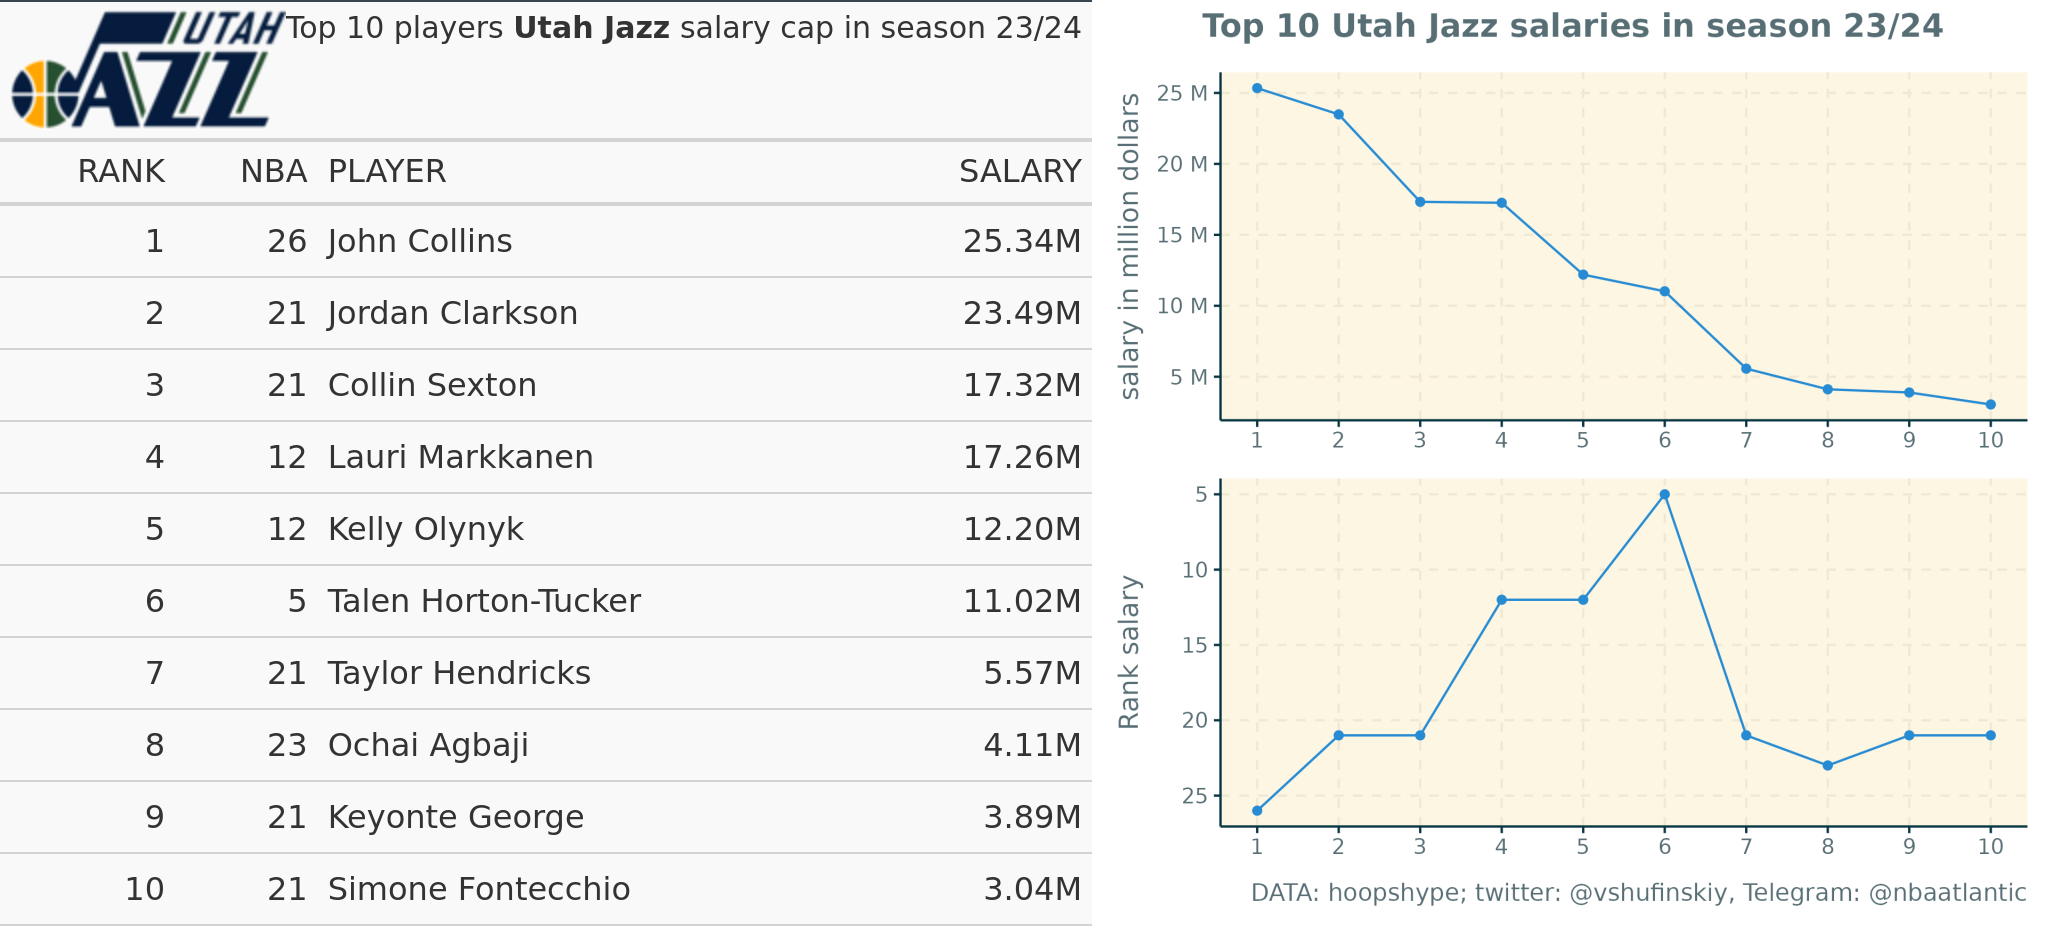 UTAH
JAZZ
Top 10 players Utah Jazz salary cap in season 23/24
RANK NBA PLAYER SALARY
1 26 John Collins 25.34M
2 21 Jordan Clarkson 23.49M
3 21 Collin Sexton 17.32M
4 12 Lauri Markkanen 17.26M
5 12 Kelly Olynyk 12.20M
6 5 Talen Horton-Tucker 11.02M
7 21 Taylor Hendricks 5.57M
8 23 Ochai Agbaji 4.11M
9 21 Keyonte George 3.89M
10 21 Simone Fontecchio 3.04M
Top 10 Utah Jazz salaries in season 23/24
salary in million dollars
25 M
20 M
15 M
10 M
5 M
1 2 3 4 5 6 7 8 9 10
Rank salary
5
10
15
20
25
1 2 3 4 5 6 7 8 9 10
DATA: hoopshype; twitter: @vshufinskiy, Telegram: @nbaatlantic